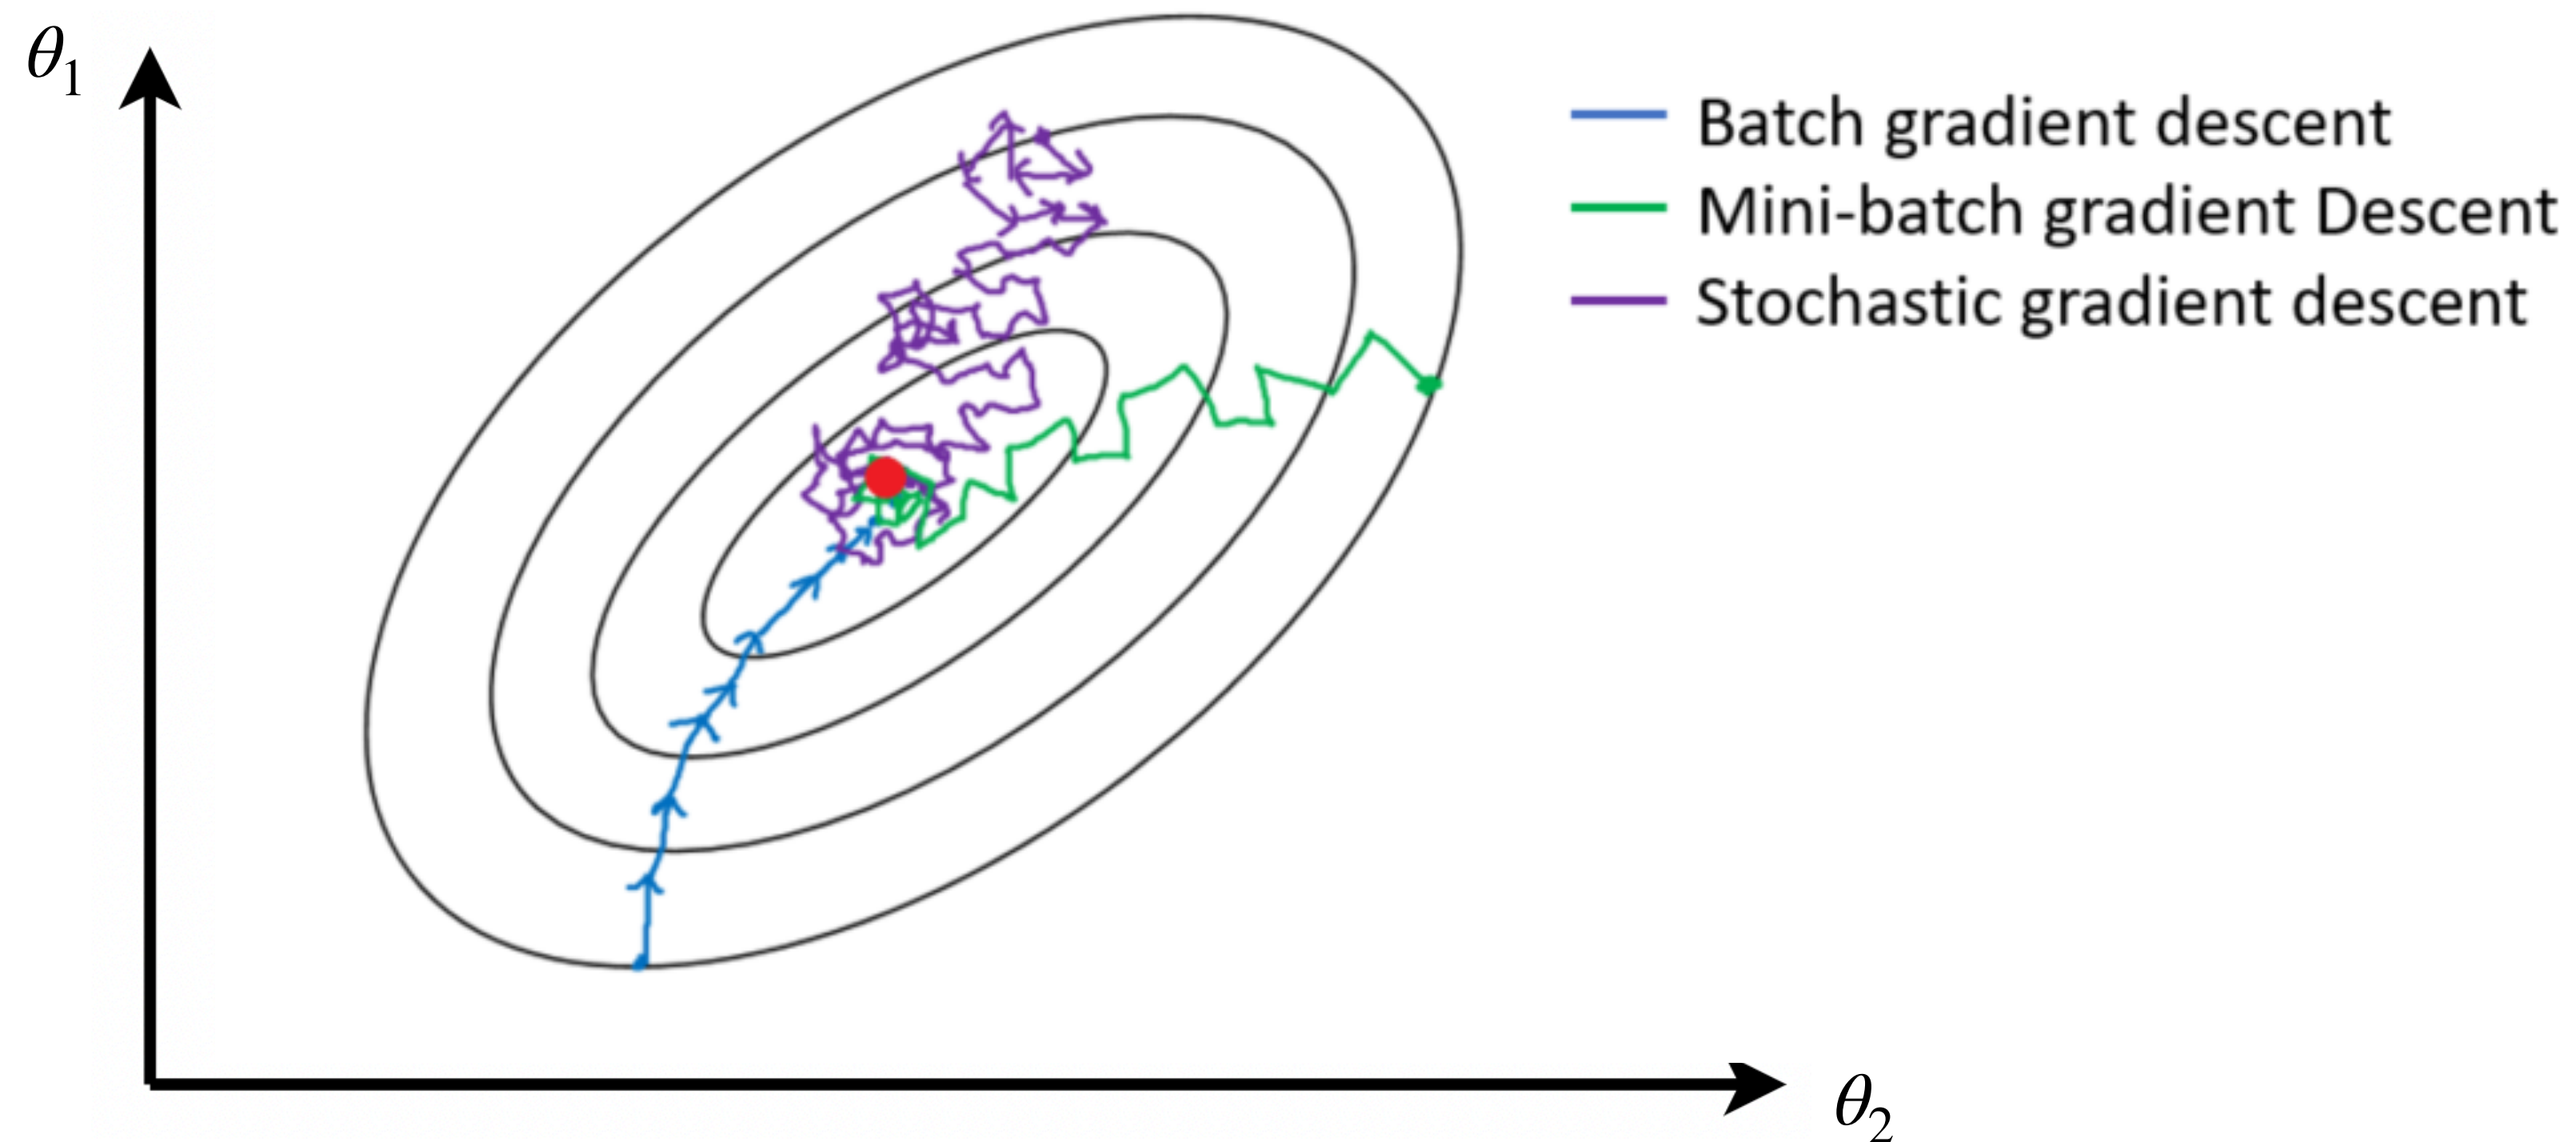 θ₁
Batch gradient descent
Mini-batch gradient Descent
Stochastic gradient descent
θ₂